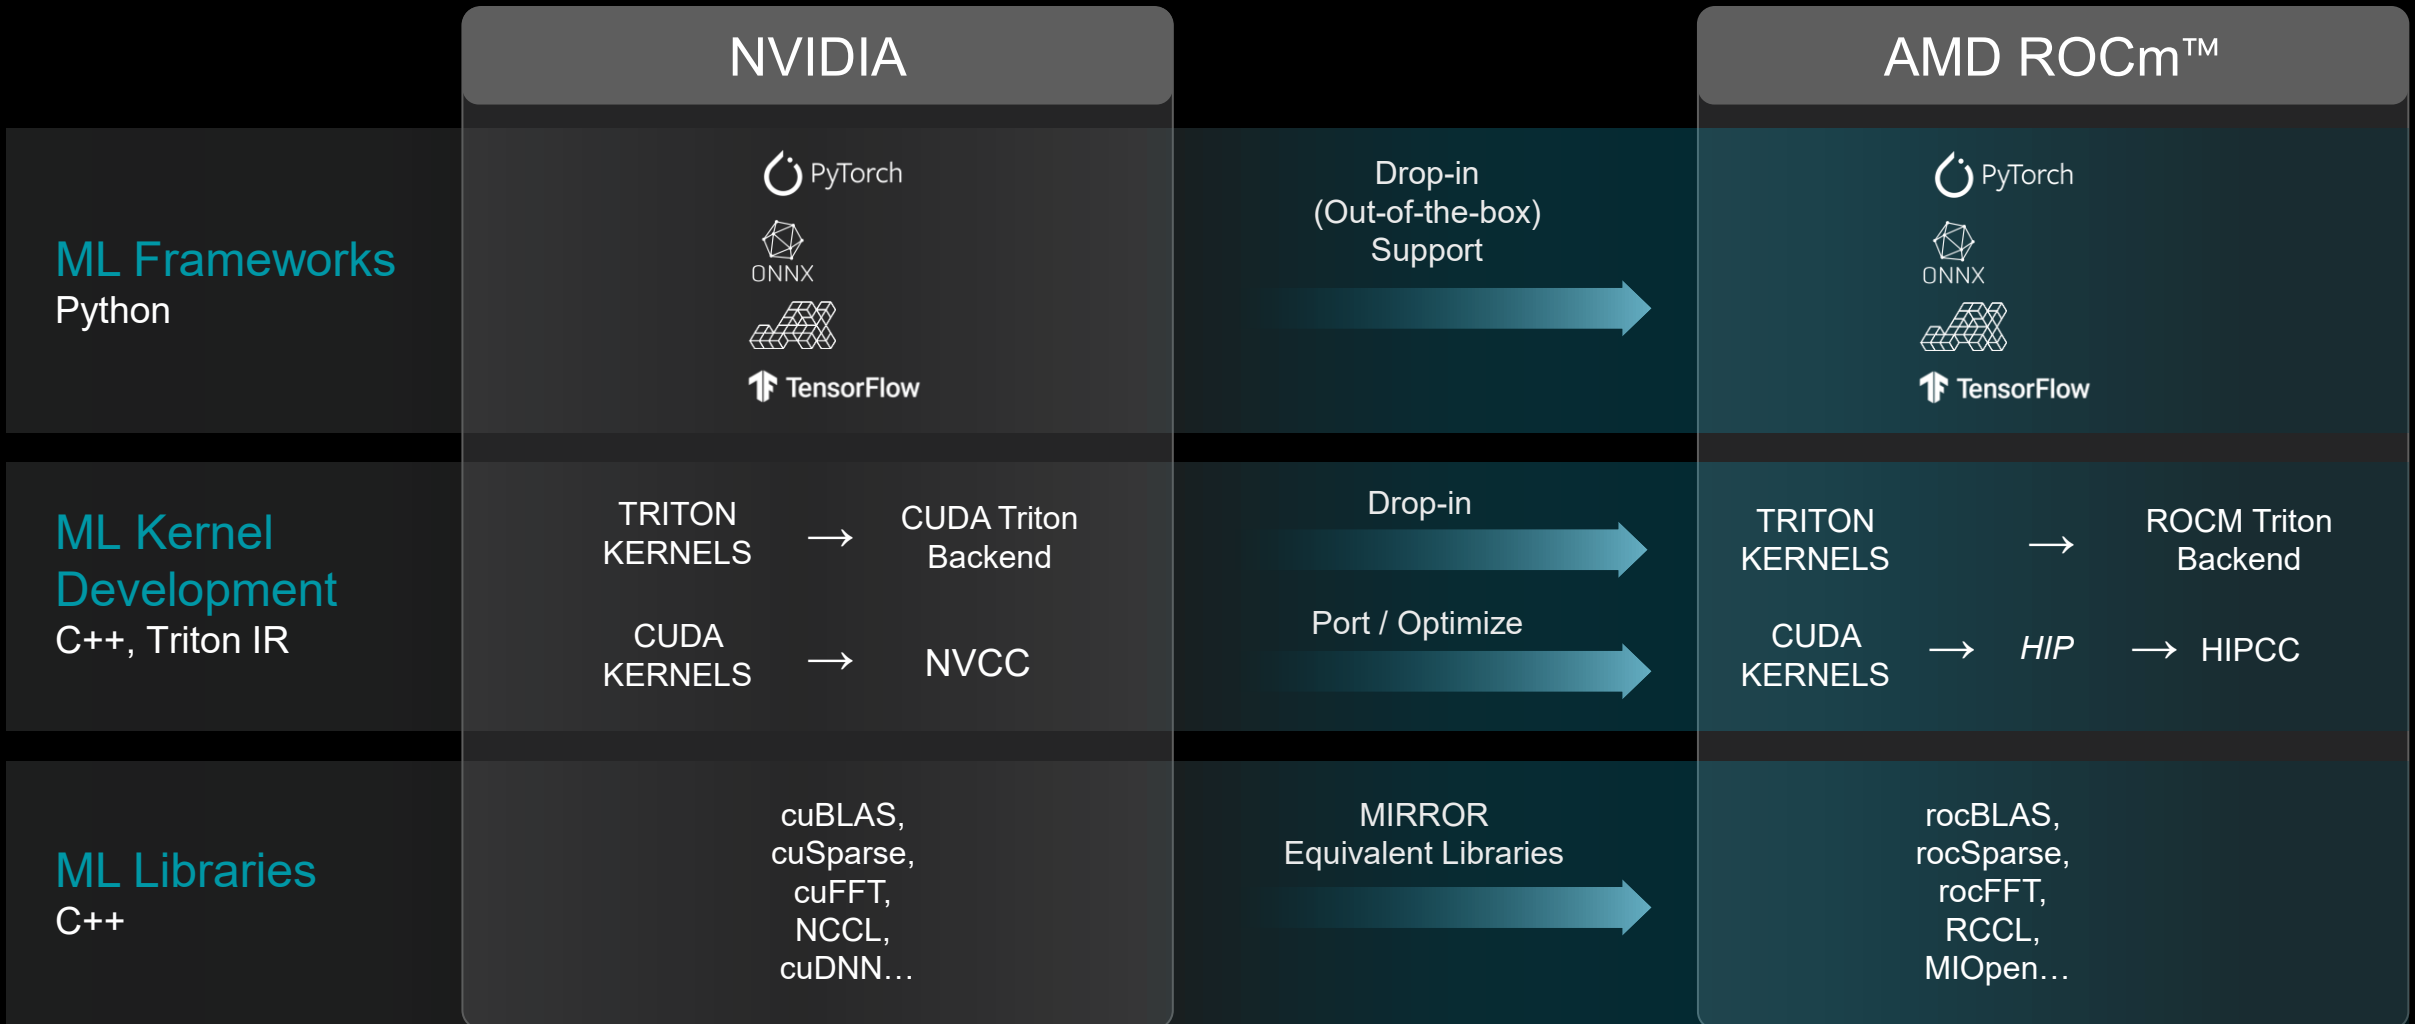 NVIDIA
AMD ROCm™
ML Frameworks
Python
PyTorch
ONNX
JAX
TensorFlow
Drop-in
(Out-of-the-box)
Support
PyTorch
ONNX
JAX
TensorFlow
ML Kernel
Development
C++, Triton IR
TRITON
KERNELS
→
CUDA Triton
Backend
CUDA
KERNELS
→
NVCC
Drop-in
Port / Optimize
TRITON
KERNELS
→
ROCM Triton
Backend
CUDA
KERNELS
→
HIP
→
HIPCC
ML Libraries
C++
cuBLAS,
cuSparse,
cuFFT,
NCCL,
cuDNN…
MIRROR
Equivalent Libraries
rocBLAS,
rocSparse,
rocFFT,
RCCL,
MIOpen…